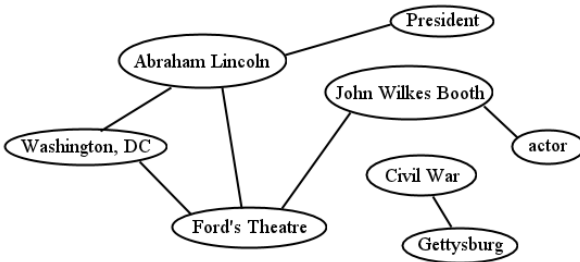 President
Abraham Lincoln
John Wilkes Booth
Washington, DC
actor
Civil War
Ford's Theatre
Gettysburg